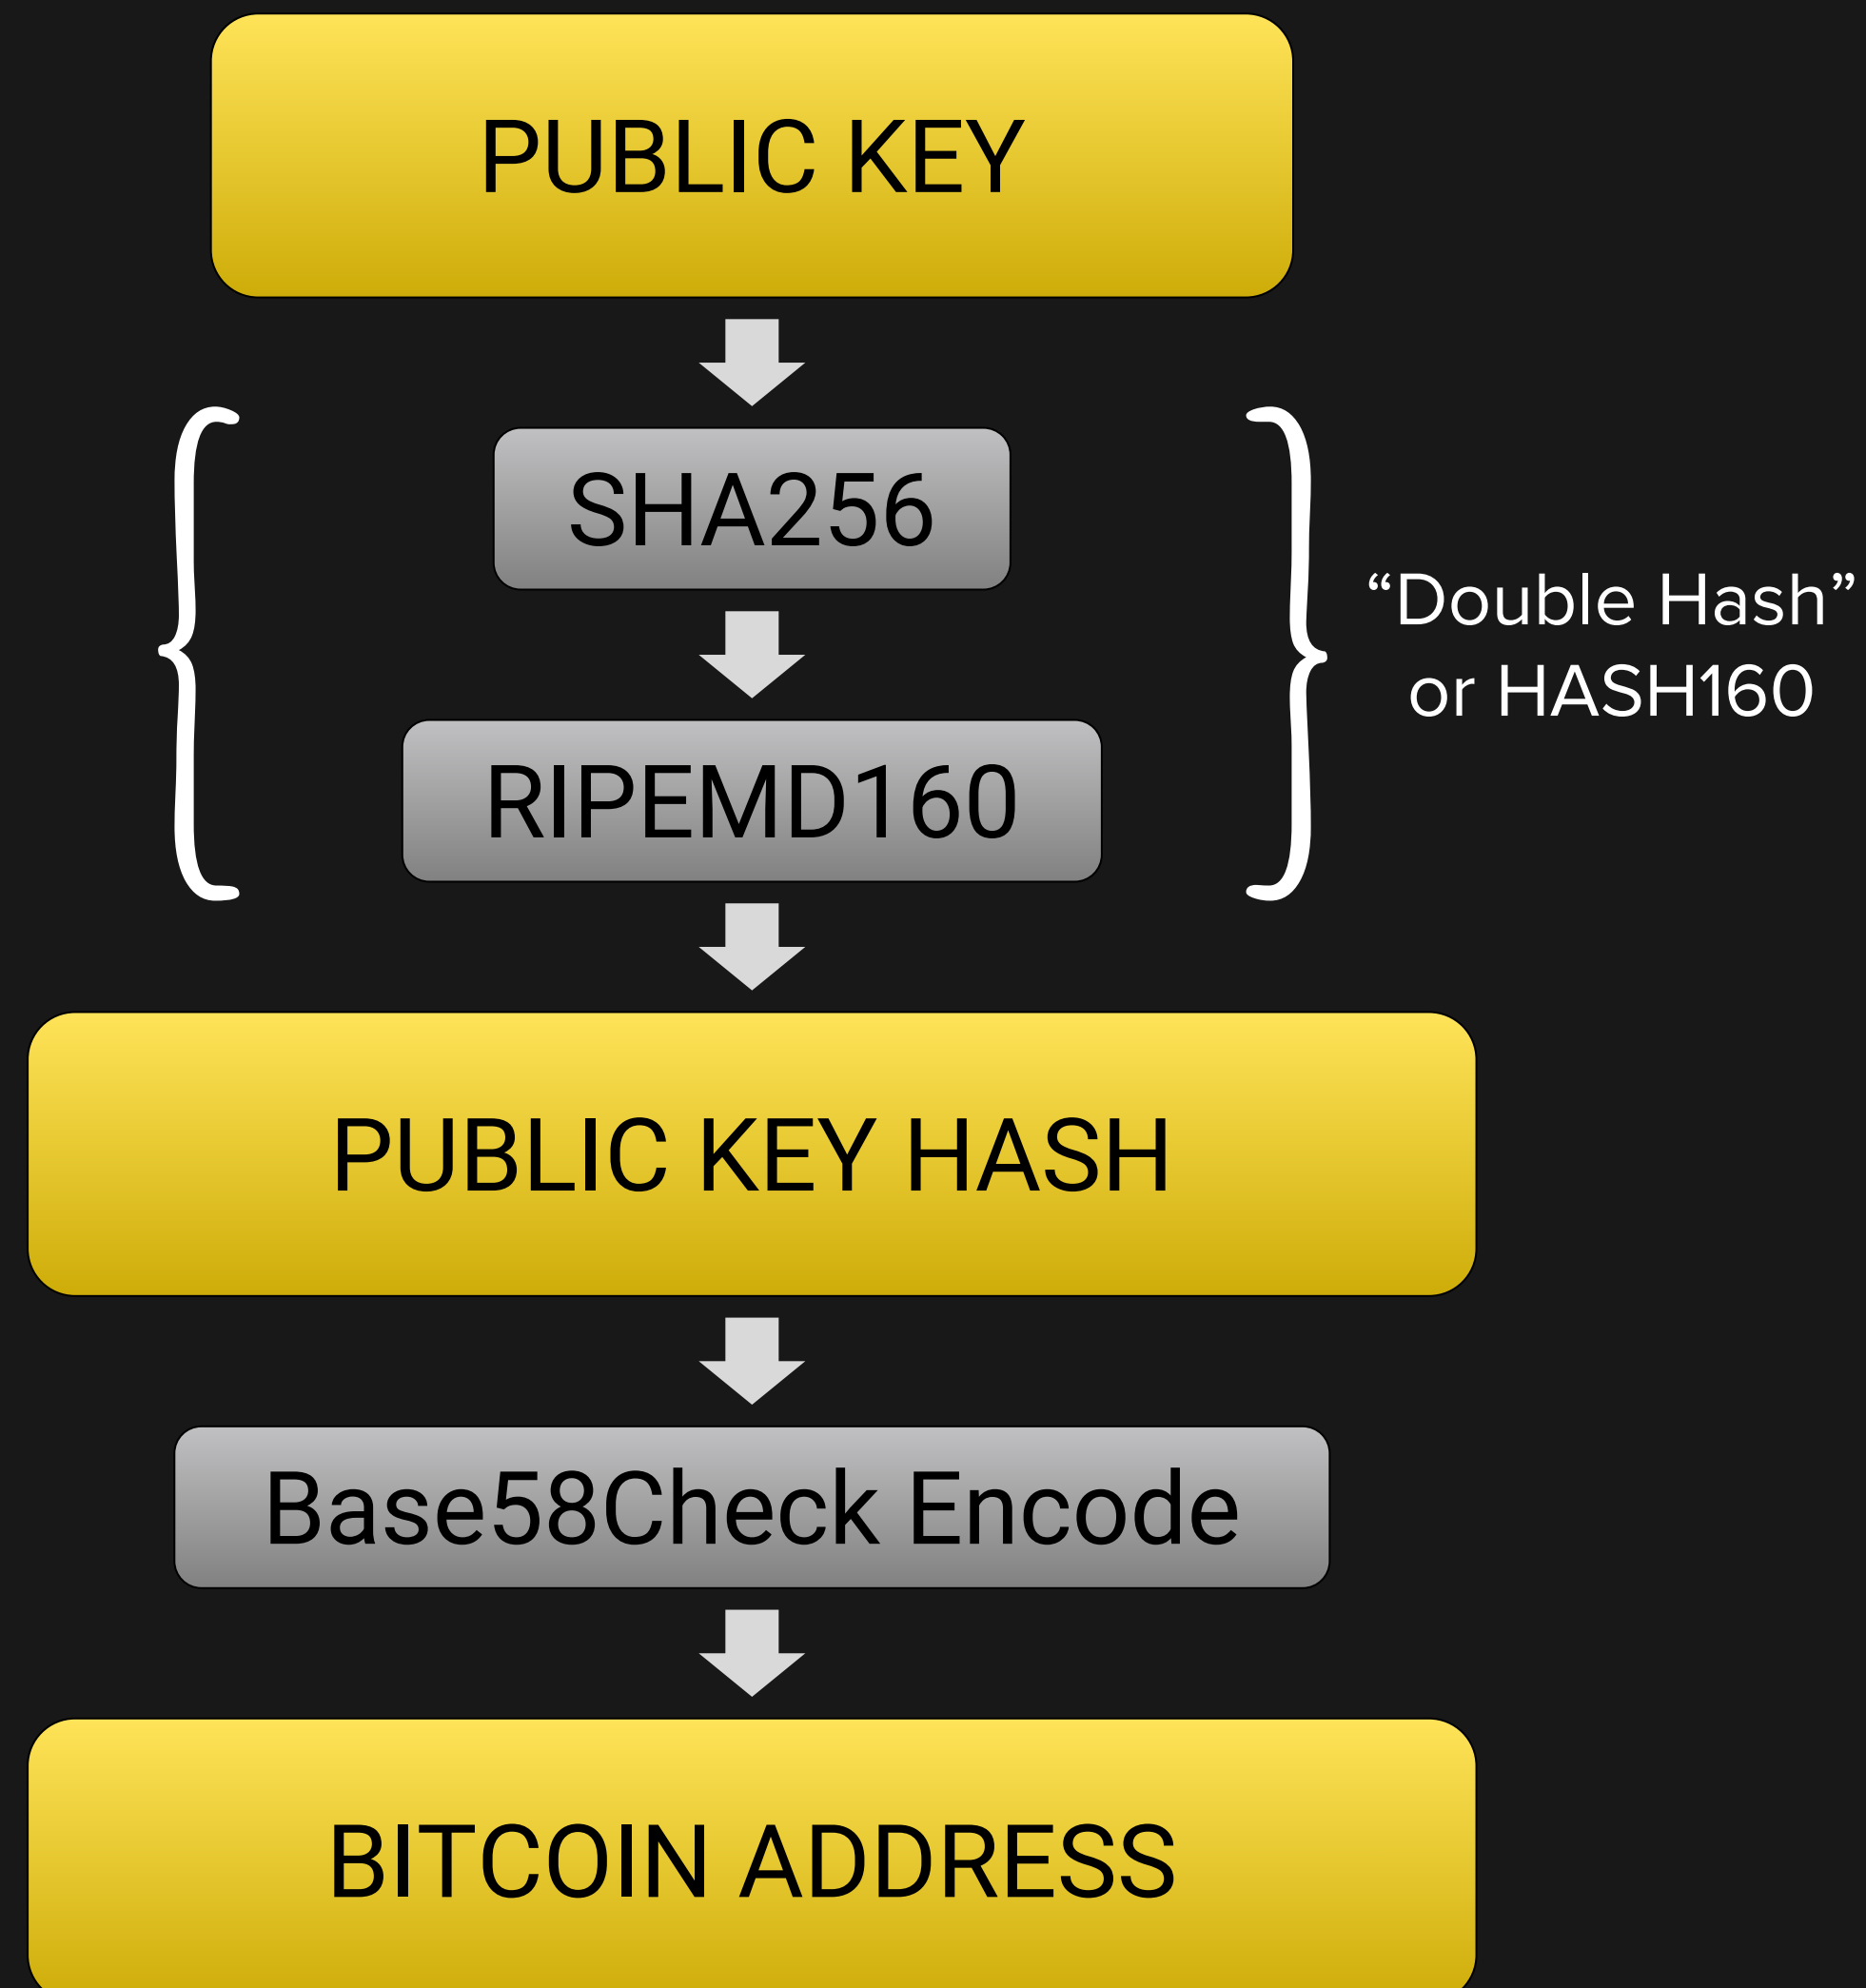 PUBLIC KEY
SHA256
“Double Hash”
or HASH160
RIPEMD160
PUBLIC KEY HASH
Base58Check Encode
BITCOIN ADDRESS